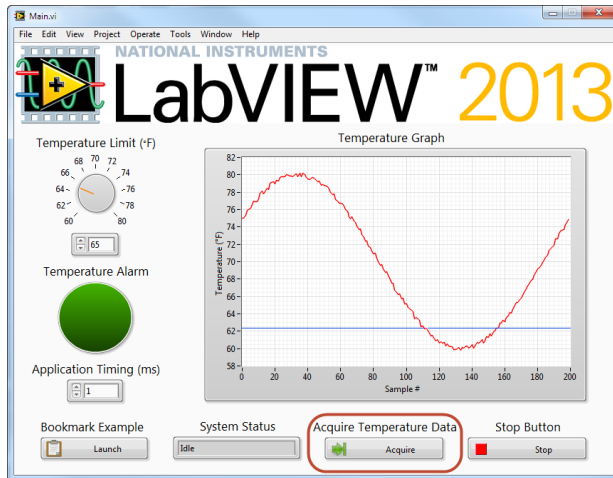 Main.vi
File Edit View Project Operate Tools Window Help
NATIONAL INSTRUMENTS
LabVIEW™ 2013
Temperature Limit (°F)
60 62- 64- 66 68 70 72 74 -76 -78 80
65
Temperature Alarm
Application Timing (ms)
1
Temperature Graph
Temperature (°F)
82-
80-
78-
76-
74-
72-
70-
68-
66-
64-
62-
60-
58-
0 20 40 60 80 100 120 140 160 180 200
Sample #
Bookmark Example System Status Acquire Temperature Data Stop Button
Launch Idle Acquire Stop